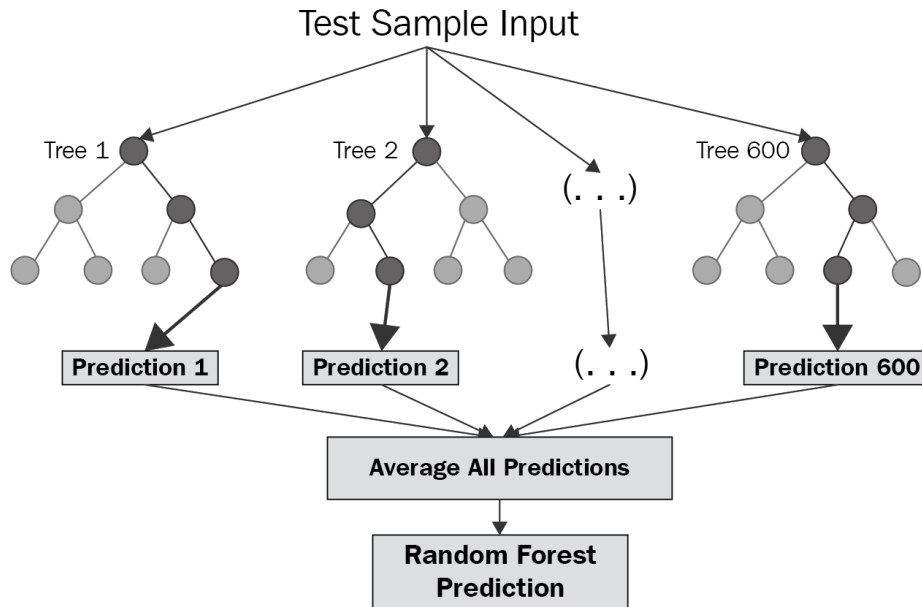 Test Sample Input
Tree 1
Tree 2
Tree 600
(. . .)
Prediction 1
Prediction 2
(. . .)
Prediction 600
Average All Predictions
Random Forest
Prediction